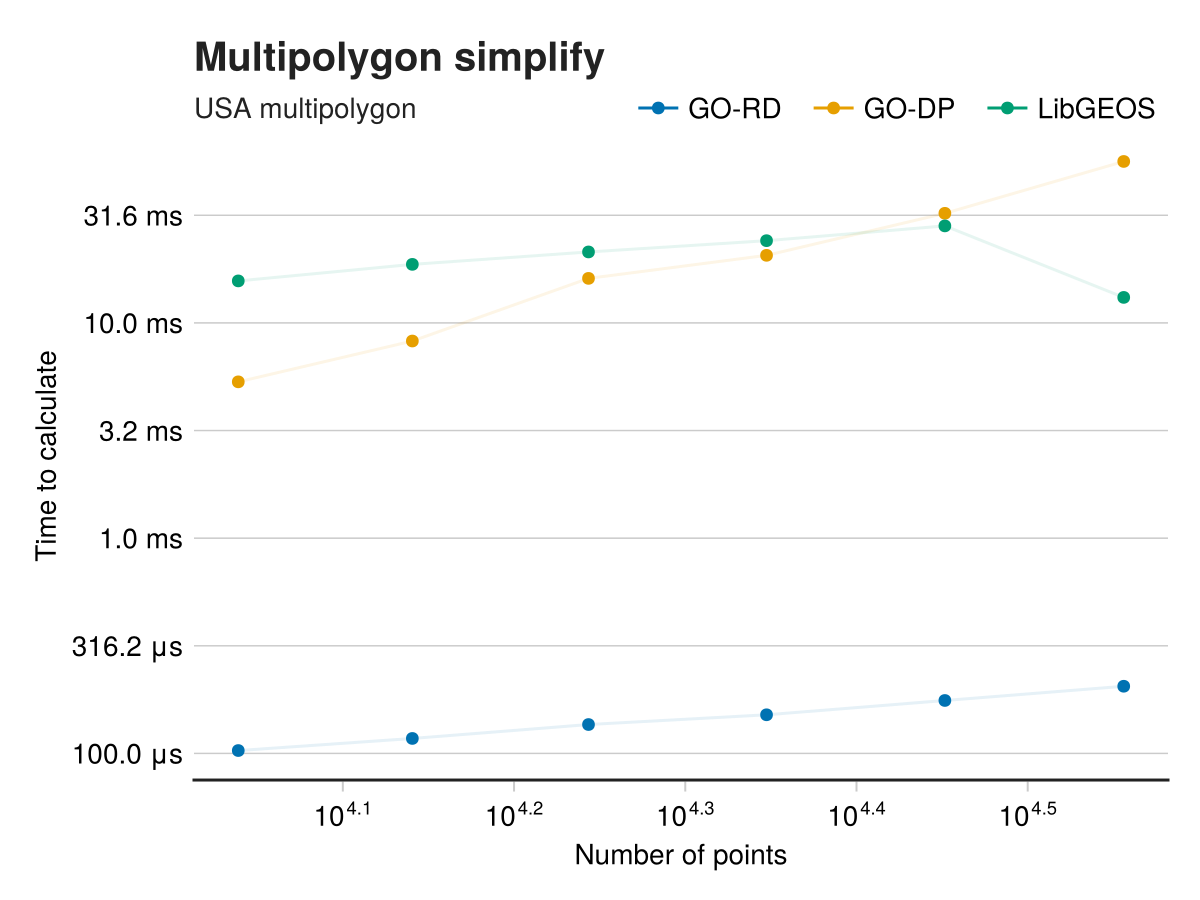 Multipolygon simplify
USA multipolygon
GO-RD GO-DP LibGEOS
31.6 ms
10.0 ms
3.2 ms
1.0 ms
316.2 µs
100.0 µs
Time to calculate
10^4.1 10^4.2 10^4.3 10^4.4 10^4.5
Number of points